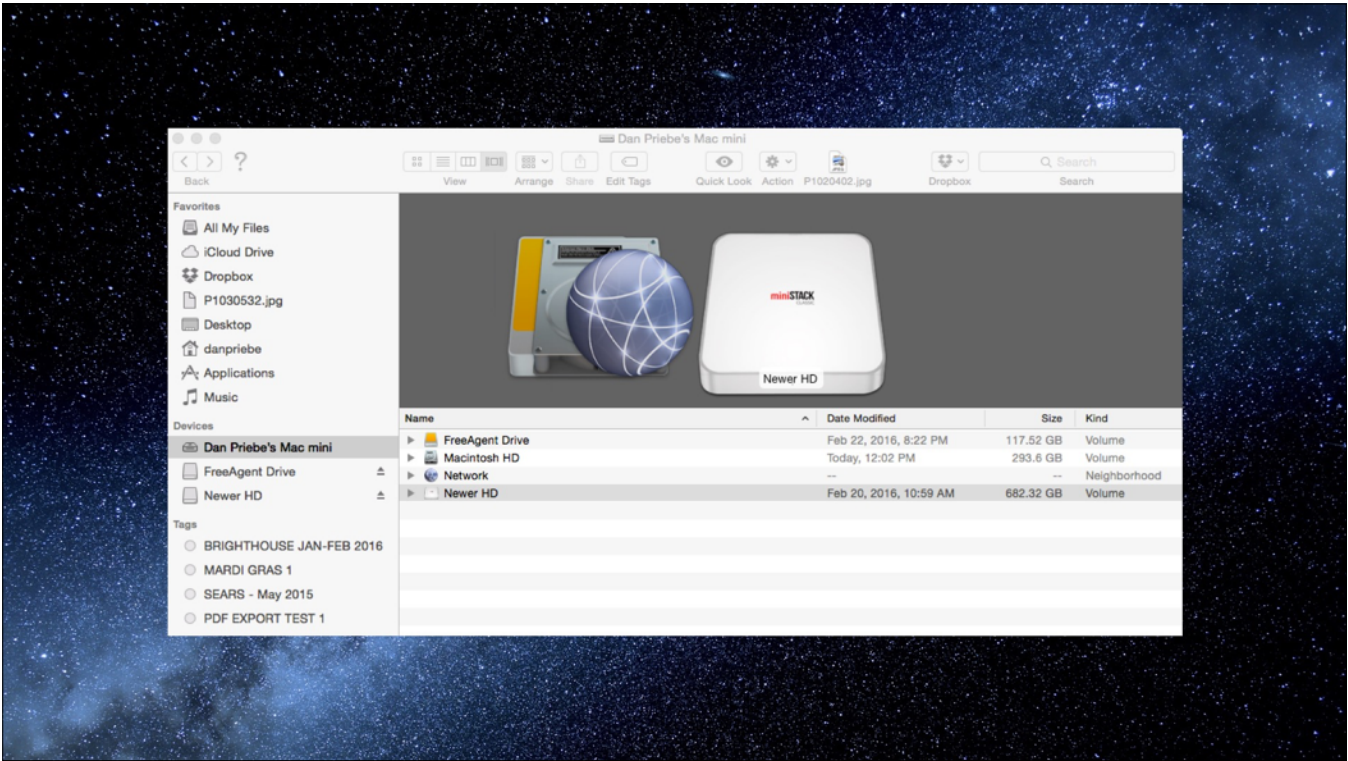 Dan Priebe's Mac mini
?
Back
View
Arrange
Share
Edit Tags
Quick Look
Action
JPEG
P1020402.jpg
Dropbox
Search
Search
Favorites
All My Files
iCloud Drive
Dropbox
P1030532.jpg
Desktop
danpriebe
Applications
Music
Devices
Dan Priebe's Mac mini
FreeAgent Drive
Newer HD
Tags
BRIGHTHOUSE JAN-FEB 2016
MARDI GRAS 1
SEARS - May 2015
PDF EXPORT TEST 1
miniSTACK
CLASSIC
Newer HD
Name Date Modified Size Kind
FreeAgent Drive Feb 22, 2016, 8:22 PM 117.52 GB Volume
Macintosh HD Today, 12:02 PM 293.6 GB Volume
Network -- -- Neighborhood
Newer HD Feb 20, 2016, 10:59 AM 682.32 GB Volume